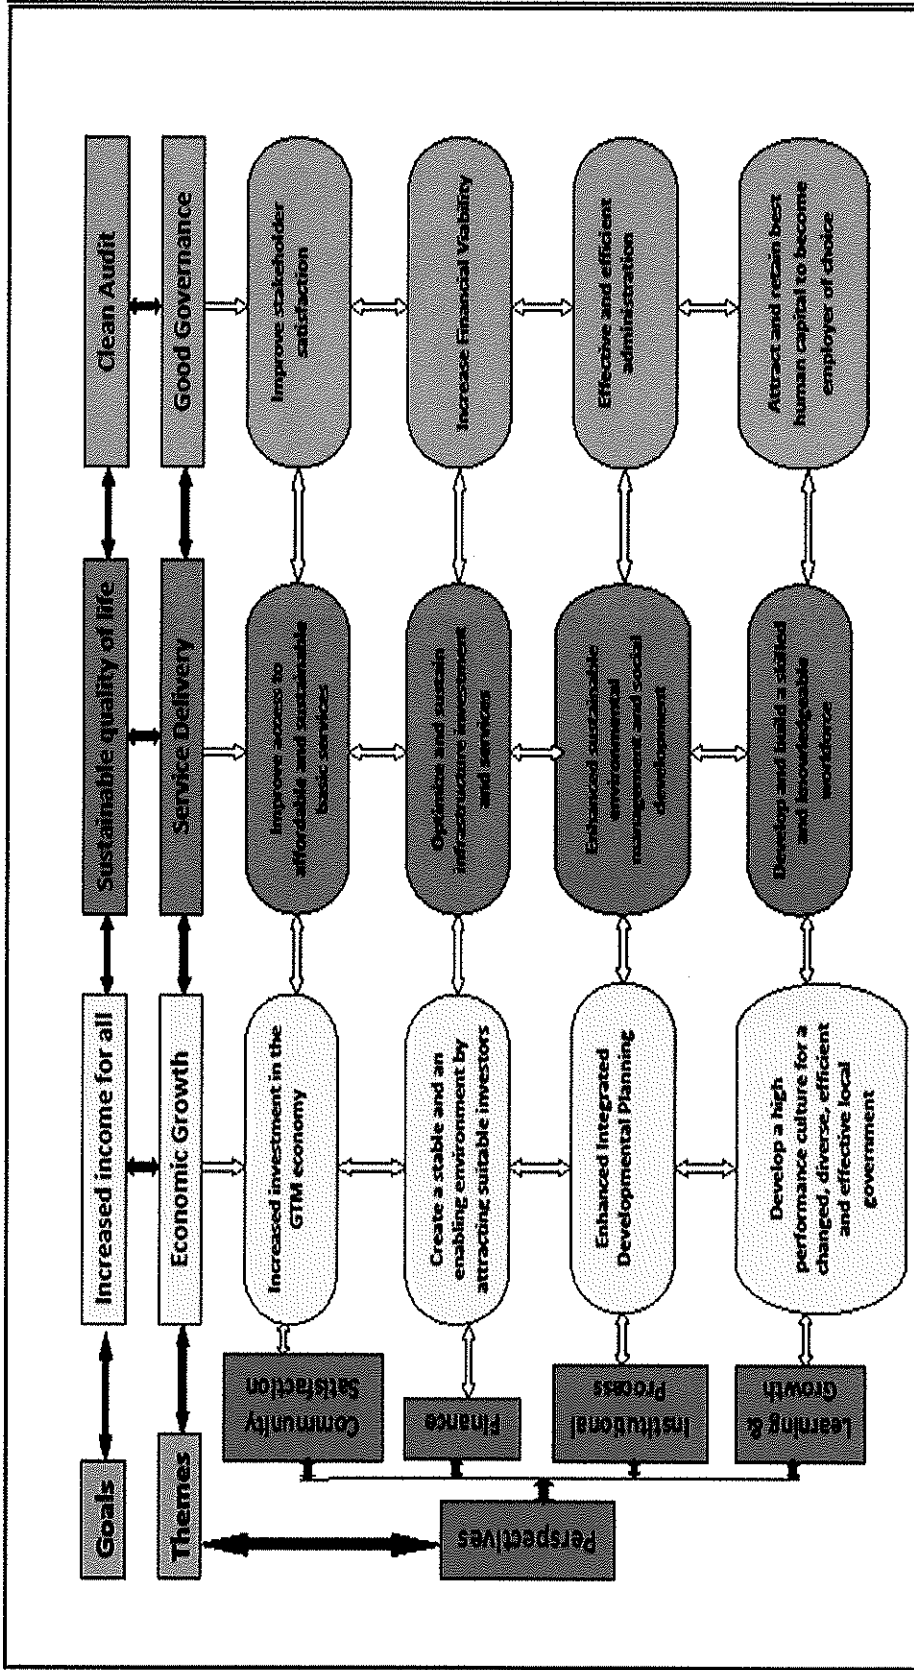 Goals
Increased income for all
Sustainable quality of life
Clean Audit
Themes
Economic Growth
Service Delivery
Good Governance
Perspectives
Community
Satisfaction
Increased investment in the
GTM economy
Improve access to
affordable and sustainable
basic services
Improve stakeholder
satisfaction
Finance
Create a stable and an
enabling environment by
attracting suitable investors
Optimize and sustain
infrastructure investment
and services
Increase Financial Viability
Institutional
Process
Enhanced Integrated
Developmental Planning
Enhanced sustainable
environmental
management and social
development
Effective and efficient
administration
Learning &
Growth
Develop a high
performance culture for a
changed, diverse, efficient
and effective local
government
Develop and build a skilled
and knowledgeable
workforce
Attract and retain best
human capital to become
employer of choice